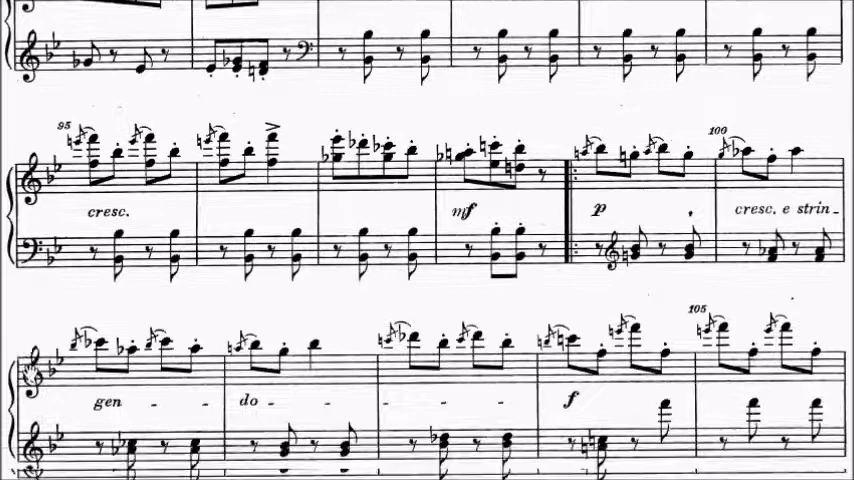 95
100
cresc.
mf
p
cresc. e strin-
105
gen - - do - - - - -
f